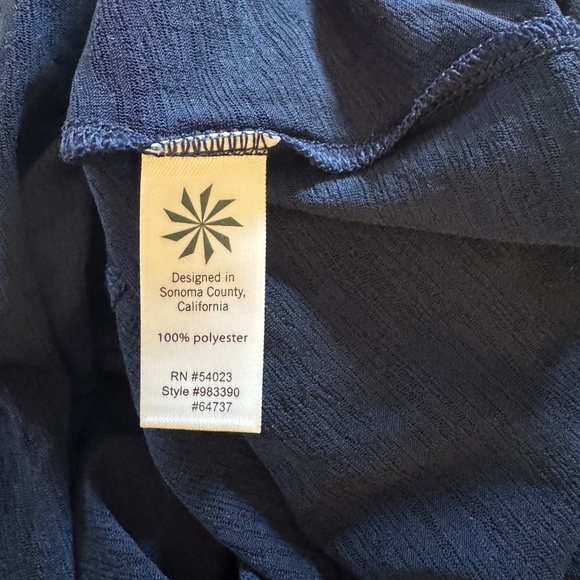 Designed in
Sonoma County,
California
100% polyester
RN #54023
Style #983390
#64737